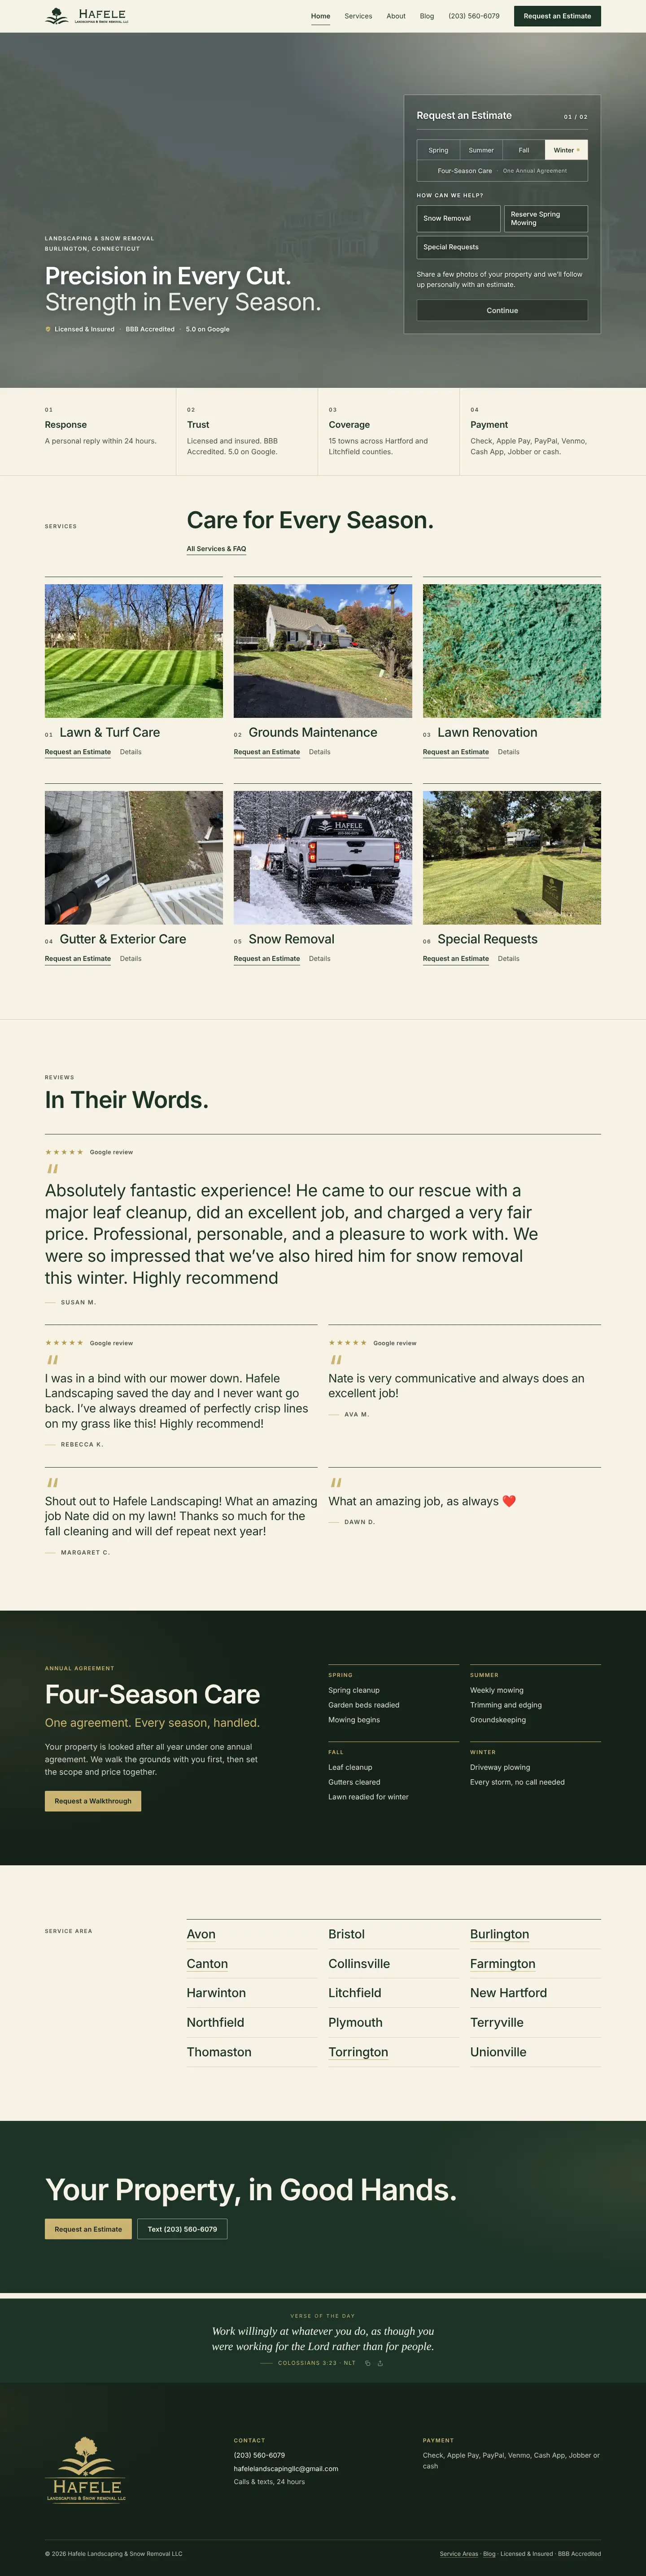 HAFELE
LANDSCAPING & SNOW REMOVAL LLC
Home Services About Blog (203) 560-6079 Request an Estimate
LANDSCAPING & SNOW REMOVAL
BURLINGTON, CONNECTICUT
Precision in Every Cut.
Strength in Every Season.
Licensed & Insured · BBB Accredited · 5.0 on Google
Request an Estimate 01 / 02
Spring Summer Fall Winter
Four-Season Care · One Annual Agreement
HOW CAN WE HELP?
Snow Removal
Reserve Spring
Mowing
Special Requests
Share a few photos of your property and we'll follow
up personally with an estimate.
Continue
01
Response
A personal reply within 24 hours.
02
Trust
Licensed and insured. BBB
Accredited. 5.0 on Google.
03
Coverage
15 towns across Hartford and
Litchfield counties.
04
Payment
Check, Apple Pay, PayPal, Venmo,
Cash App, Jobber or cash.
SERVICES
Care for Every Season.
All Services & FAQ
01 Lawn & Turf Care
Request an Estimate Details
02 Grounds Maintenance
Request an Estimate Details
03 Lawn Renovation
Request an Estimate Details
HAFELE
04 Gutter & Exterior Care
Request an Estimate Details
05 Snow Removal
Request an Estimate Details
06 Special Requests
Request an Estimate Details
REVIEWS
In Their Words.
★★★★★ Google review
"
Absolutely fantastic experience! He came to our rescue with a
major leaf cleanup, did an excellent job, and charged a very fair
price. Professional, personable, and a pleasure to work with. We
were so impressed that we've also hired him for snow removal
this winter. Highly recommend
— SUSAN M.
★★★★★ Google review
"
I was in a bind with our mower down. Hafele
Landscaping saved the day and I never want go
back. I've always dreamed of perfectly crisp lines
on my grass like this! Highly recommend!
— REBECCA K.
★★★★★ Google review
"
Nate is very communicative and always does an
excellent job!
— AVA M.
"
Shout out to Hafele Landscaping! What an amazing
job Nate did on my lawn! Thanks so much for the
fall cleaning and will def repeat next year!
— MARGARET C.
"
What an amazing job, as always ❤️
— DAWN D.
ANNUAL AGREEMENT
Four-Season Care
One agreement. Every season, handled.
Your property is looked after all year under one annual
agreement. We walk the grounds with you first, then set
the scope and price together.
Request a Walkthrough
SPRING
Spring cleanup
Garden beds readied
Mowing begins
SUMMER
Weekly mowing
Trimming and edging
Groundskeeping
FALL
Leaf cleanup
Gutters cleared
Lawn readied for winter
WINTER
Driveway plowing
Every storm, no call needed
SERVICE AREA
Avon Bristol Burlington
Canton Collinsville Farmington
Harwinton Litchfield New Hartford
Northfield Plymouth Terryville
Thomaston Torrington Unionville
Your Property, in Good Hands.
Request an Estimate Text (203) 560-6079
VERSE OF THE DAY
Work willingly at whatever you do, as though you
were working for the Lord rather than for people.
— COLOSSIANS 3:23 · NLT
HAFELE
LANDSCAPING & SNOW REMOVAL LLC
CONTACT
(203) 560-6079
hafelelandscapingllc@gmail.com
Calls & texts, 24 hours
PAYMENT
Check, Apple Pay, PayPal, Venmo, Cash App, Jobber or
cash
© 2026 Hafele Landscaping & Snow Removal LLC
Service Areas · Blog · Licensed & Insured · BBB Accredited